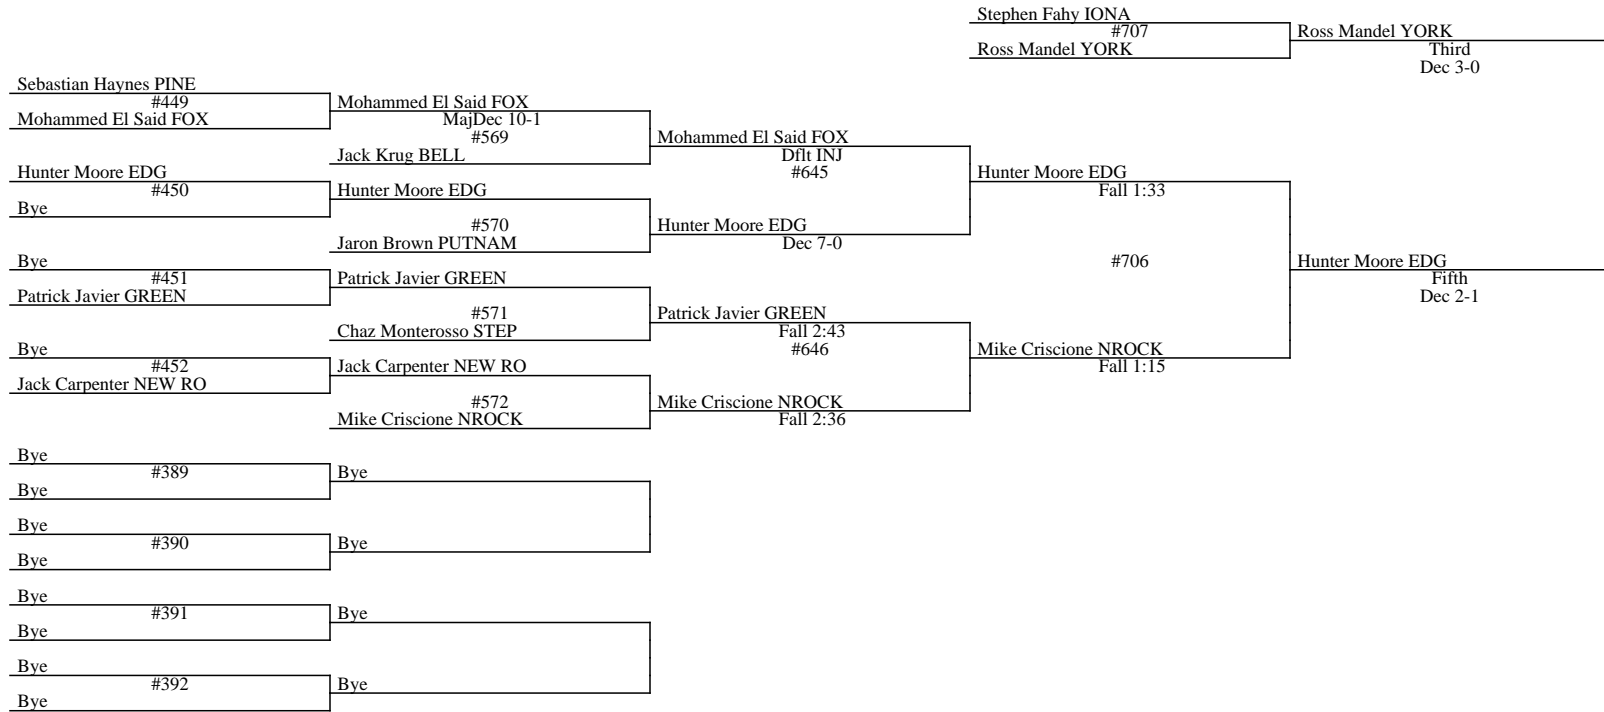 Stephen Fahy IONA
#707
Ross Mandel YORK
Ross Mandel YORK
Third
Dec 3-0
Sebastian Haynes PINE
#449
Mohammed El Said FOX
Mohammed El Said FOX
MajDec 10-1
#569
Jack Krug BELL
Mohammed El Said FOX
Dflt INJ
#645
Hunter Moore EDG
#450
Bye
Hunter Moore EDG
#570
Jaron Brown PUTNAM
Hunter Moore EDG
Dec 7-0
Hunter Moore EDG
Fall 1:33
#706
Hunter Moore EDG
Fifth
Dec 2-1
Bye
#451
Patrick Javier GREEN
Patrick Javier GREEN
#571
Chaz Monterosso STEP
Patrick Javier GREEN
Fall 2:43
#646
Mike Criscione NROCK
Fall 1:15
Bye
#452
Jack Carpenter NEW RO
Jack Carpenter NEW RO
#572
Mike Criscione NROCK
Mike Criscione NROCK
Fall 2:36
Bye
#389
Bye
Bye
Bye
#390
Bye
Bye
Bye
#391
Bye
Bye
Bye
#392
Bye
Bye